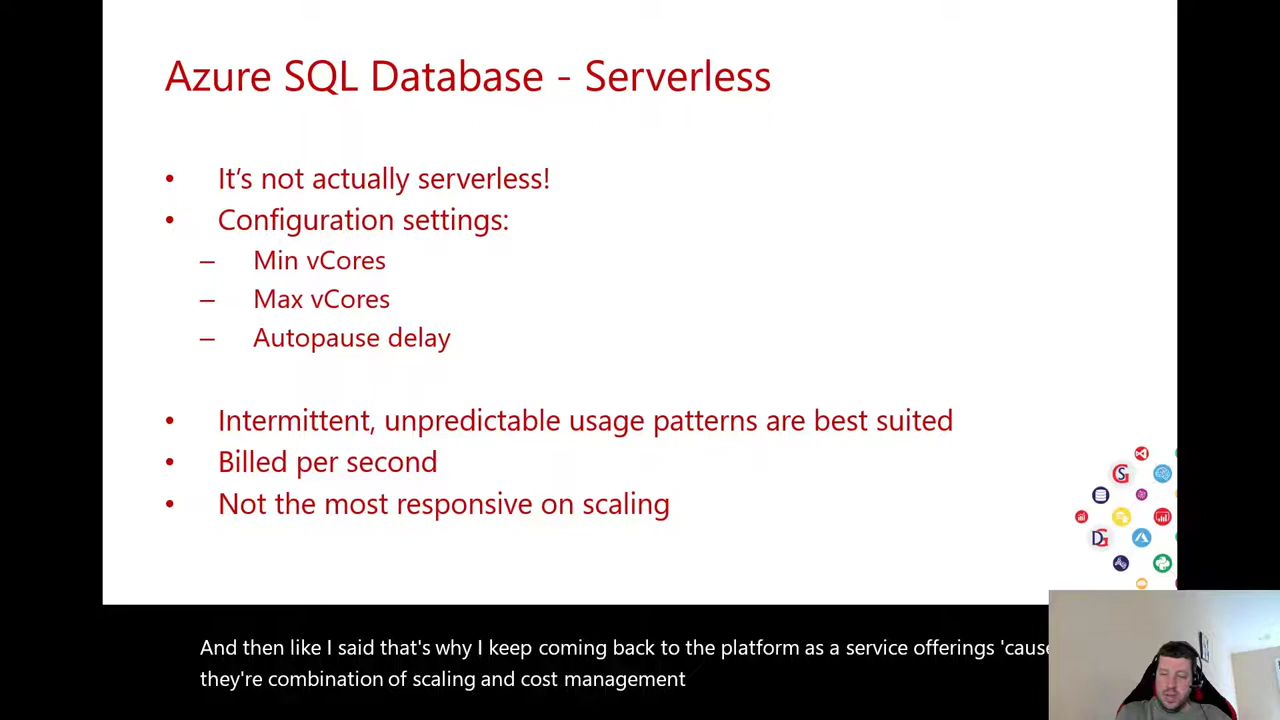 Azure SQL Database - Serverless
• It's not actually serverless!
• Configuration settings:
– Min vCores
– Max vCores
– Autopause delay
• Intermittent, unpredictable usage patterns are best suited
• Billed per second
• Not the most responsive on scaling
And then like I said that's why I keep coming back to the platform as a service offerings 'cause
they're combination of scaling and cost management